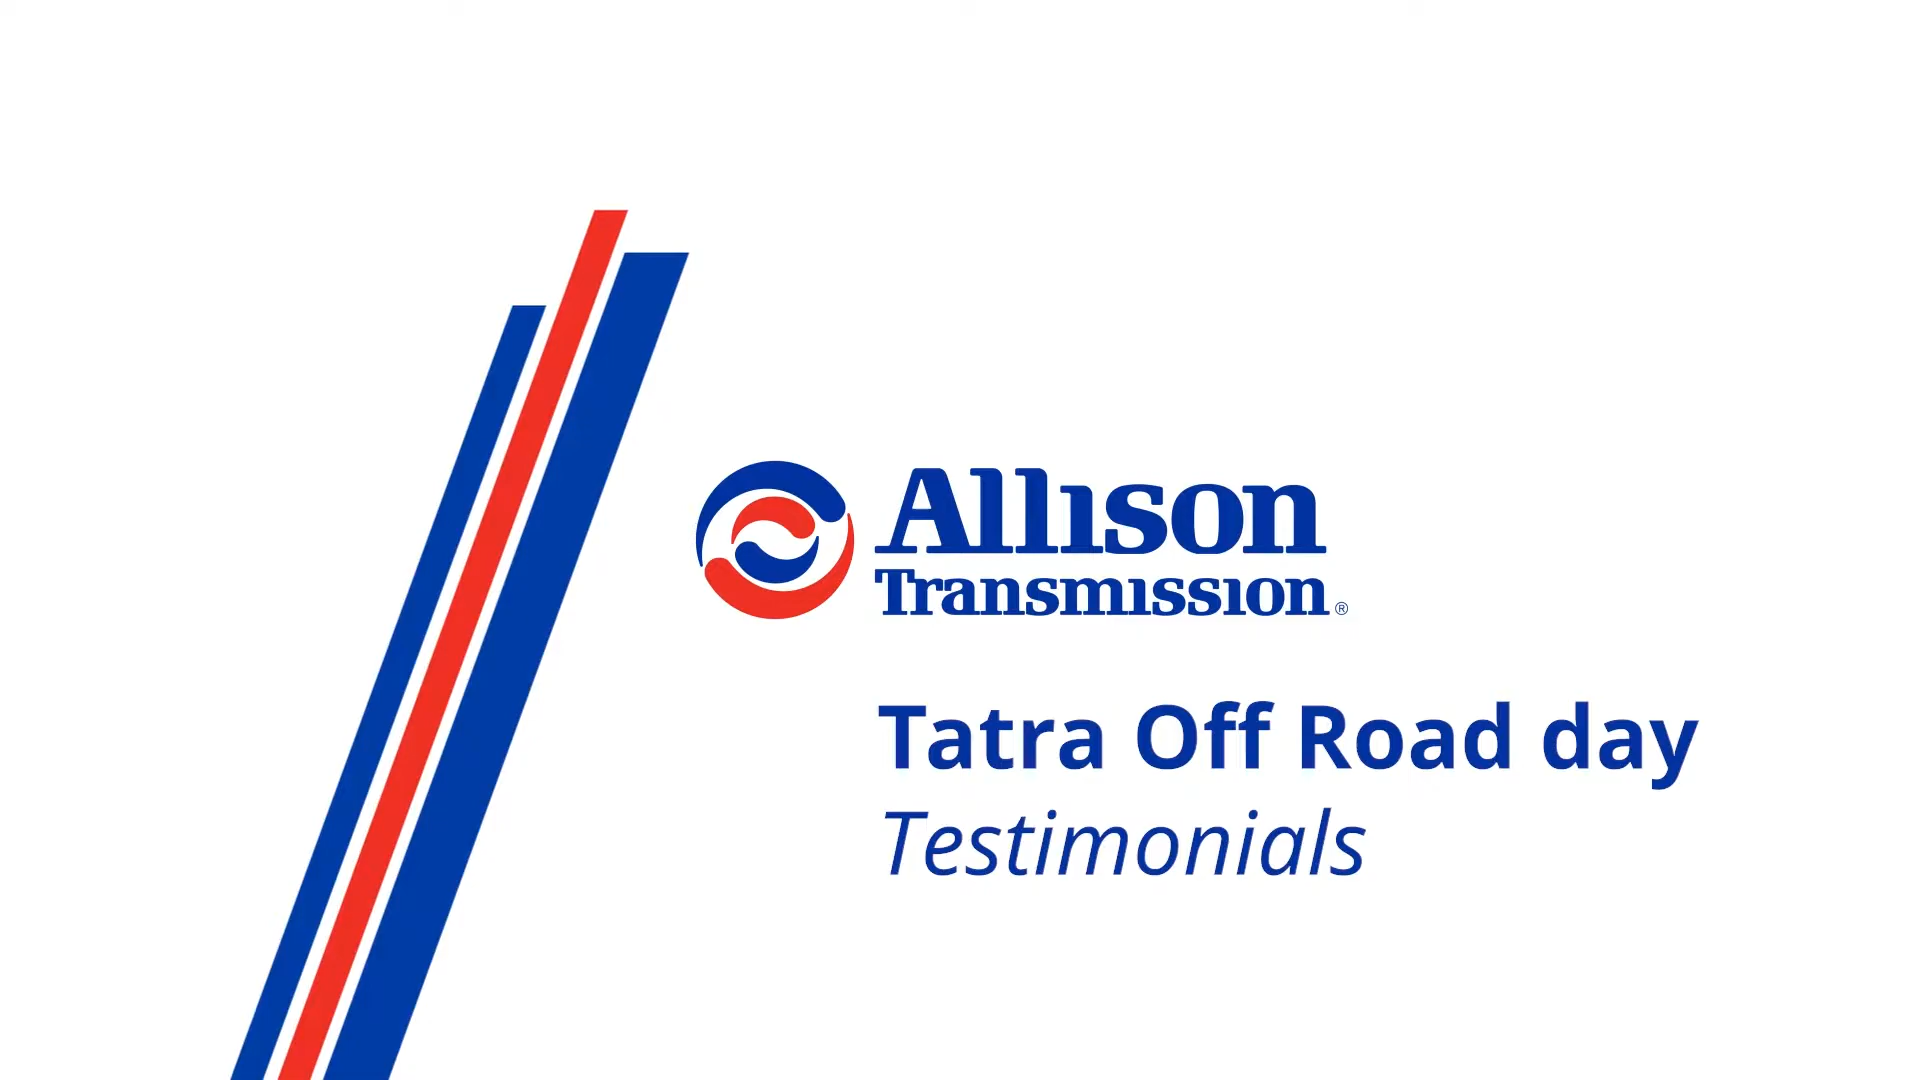 Allison
Transmission®
Tatra Off Road day
Testimonials